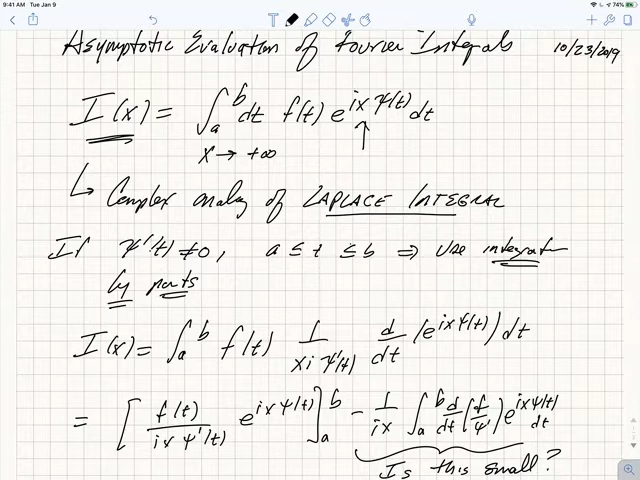 9:41 AM Tue Jan 9
74%
Asymptotic Evaluation of Fourier Integrals 10/23/2019
I(x) = ∫_a^b dt f(t) e^{ixψ(t)} dt
x → +∞
↳ Complex analog of LAPLACE INTEGRAL
If ψ'(t) ≠ 0, a ≤ t ≤ b ⇒ Use integration
by parts
I(x) = ∫_a^b f(t) 1/(xi ψ'(t)) d/dt (e^{ixψ(t)}) dt
= [ f(t)/(ix ψ'(t)) e^{ixψ(t)} ]_a^b - 1/(ix) ∫_a^b d/dt (f/ψ') e^{ixψ(t)} dt
Is this small?